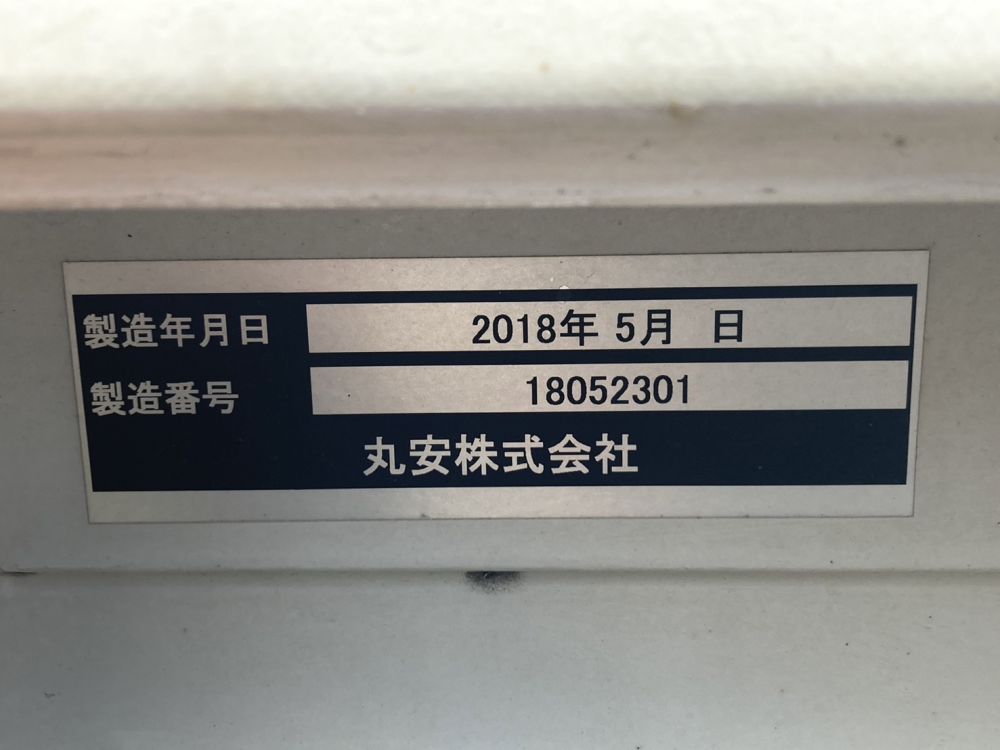 製造年月日 2018年 5月 日
製造番号 18052301
丸安株式会社